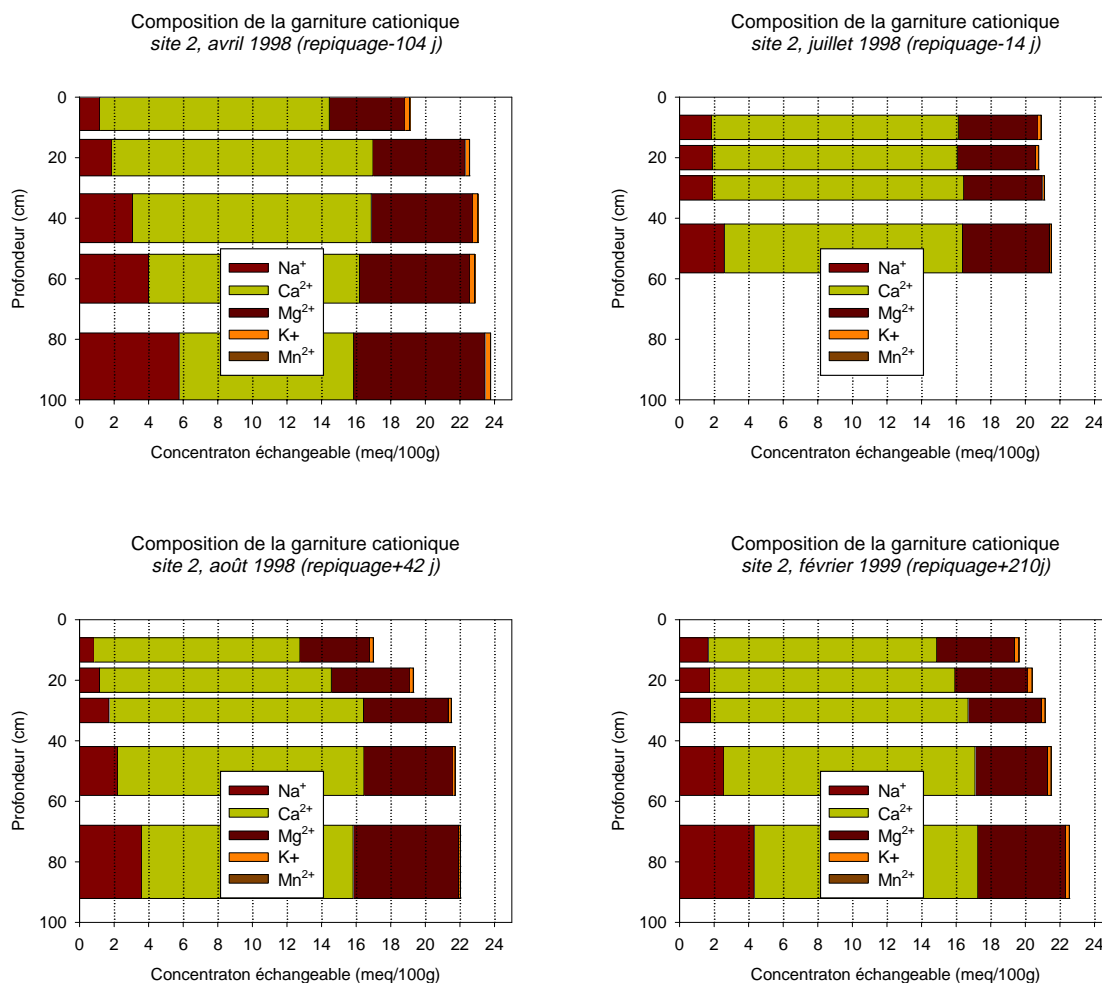 Composition de la garniture cationique
site 2, avril 1998 (repiquage-104 j)
0
20
40
60
80
100
Profondeur (cm)
Na⁺
Ca²⁺
Mg²⁺
K+
Mn²⁺
0 2 4 6 8 10 12 14 16 18 20 22 24
Concentraton échangeable (meq/100g)
Composition de la garniture cationique
site 2, juillet 1998 (repiquage-14 j)
0
20
40
60
80
100
Profondeur (cm)
Na⁺
Ca²⁺
Mg²⁺
K+
Mn²⁺
0 2 4 6 8 10 12 14 16 18 20 22 24
Concentraton échangeable (meq/100g)
Composition de la garniture cationique
site 2, août 1998 (repiquage+42 j)
0
20
40
60
80
100
Profondeur (cm)
Na⁺
Ca²⁺
Mg²⁺
K+
Mn²⁺
0 2 4 6 8 10 12 14 16 18 20 22 24
Concentraton échangeable (meq/100g)
Composition de la garniture cationique
site 2, février 1999 (repiquage+210j)
0
20
40
60
80
100
Profondeur (cm)
Na⁺
Ca²⁺
Mg²⁺
K+
Mn²⁺
0 2 4 6 8 10 12 14 16 18 20 22 24
Concentraton échangeable (meq/100g)